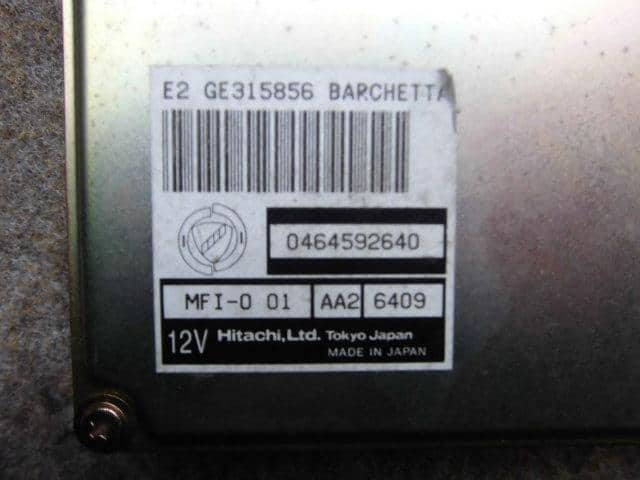 E2 GE315856 BARCHETTA
0464592640
MFI-0 01 AA2 6409
12V Hitachi,Ltd. Tokyo Japan
MADE IN JAPAN